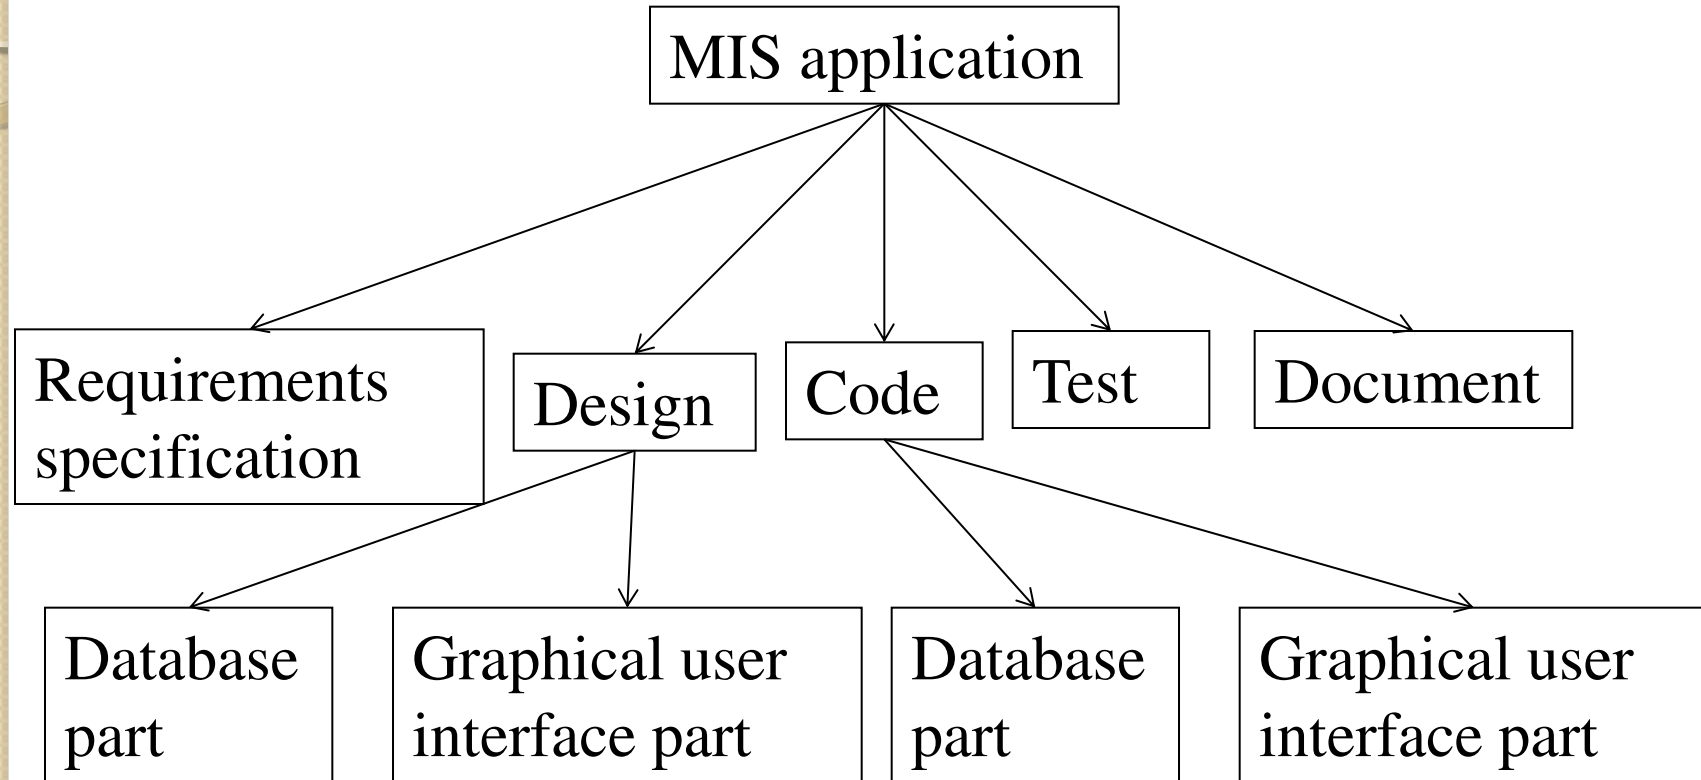 MIS application
Requirements
specification
Design
Code
Test
Document
Database
part
Graphical user
interface part
Database
part
Graphical user
interface part